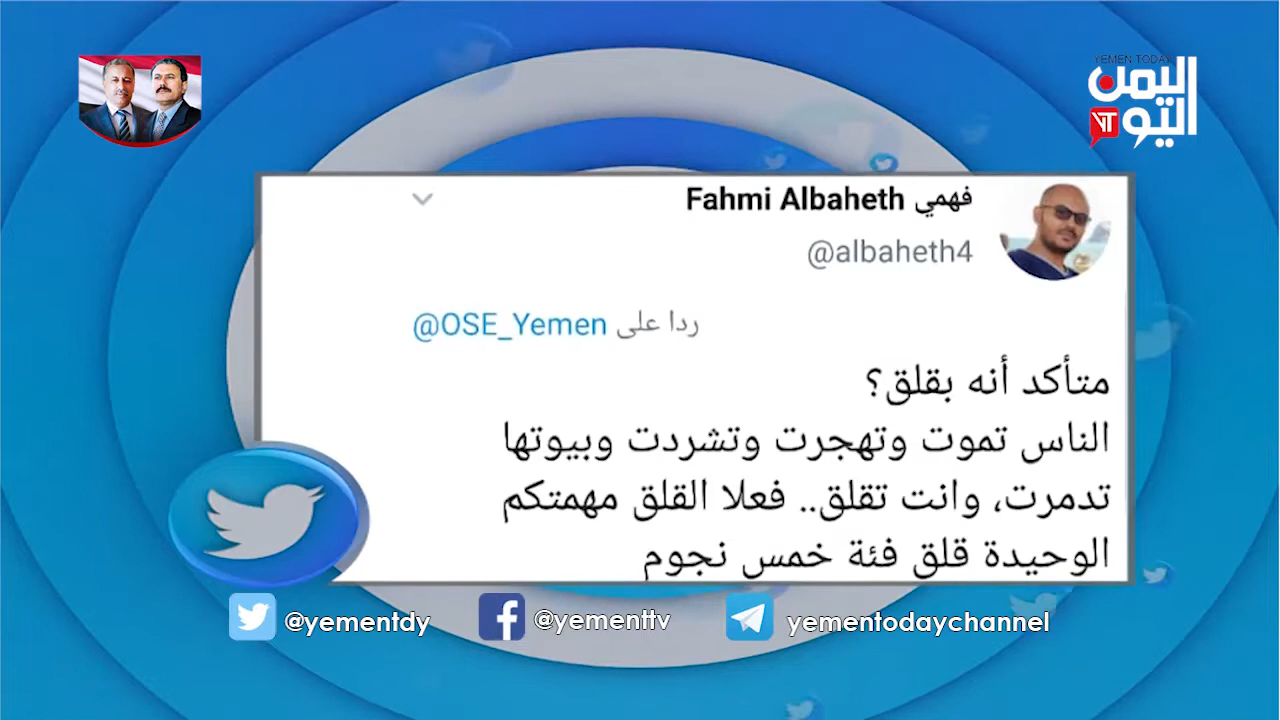 YEMEN TODAY
اليمن
اليوم
YT
فهمي Fahmi Albaheth
@albaheth4
ردا على @OSE_Yemen
متأكد أنه بقلق؟
الناس تموت وتهجرت وتشردت وبيوتها
تدمرت، وانت تقلق.. فعلا القلق مهمتكم
الوحيدة قلق فئة خمس نجوم
@yementdy
@yementtv
yementodaychannel